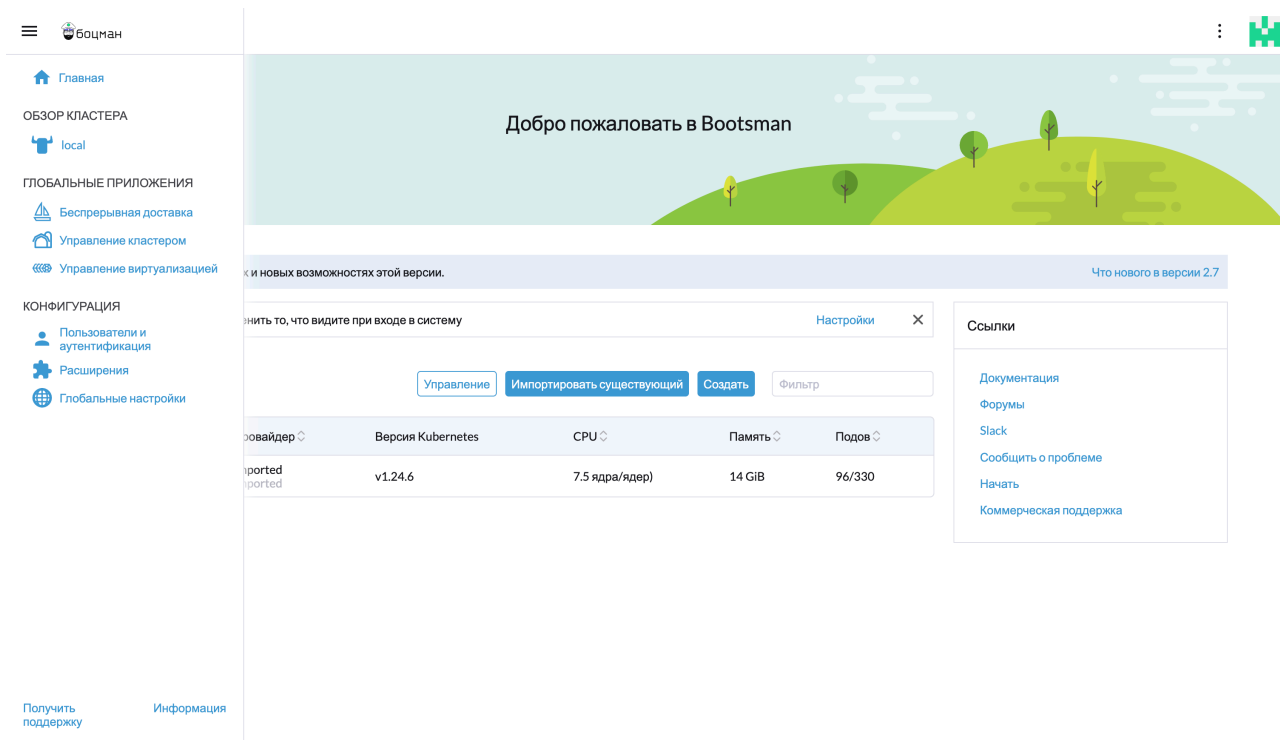 боцман
Главная
ОБЗОР КЛАСТЕРА
local
ГЛОБАЛЬНЫЕ ПРИЛОЖЕНИЯ
Беспрерывная доставка
Управление кластером
Управление виртуализацией
КОНФИГУРАЦИЯ
Пользователи и
аутентификация
Расширения
Глобальные настройки
Получить
поддержку
Информация
Добро пожаловать в Bootsman
и новых возможностях этой версии.
Что нового в версии 2.7
то, что видите при входе в систему
Настройки
Управление
Импортировать существующий
Создать
Фильтр
Версия Kubernetes
CPU
Память
Подов
v1.24.6
7.5 ядра/ядер)
14 GiB
96/330
Ссылки
Документация
Форумы
Slack
Сообщить о проблеме
Начать
Коммерческая поддержка